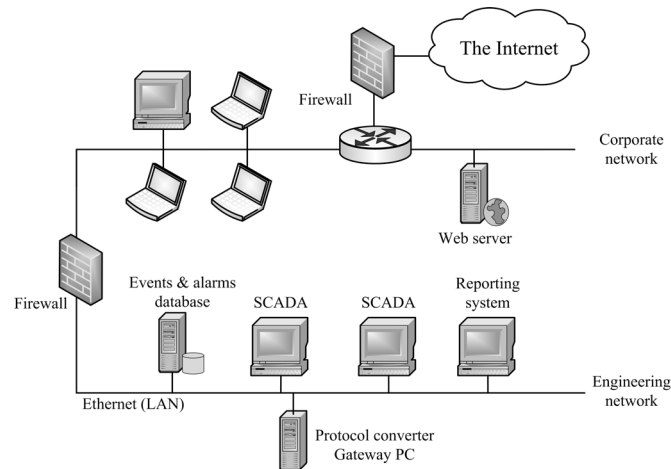 The Internet
Firewall
Corporate
network
Web server
Firewall
Events & alarms
database
SCADA
SCADA
Reporting
system
Ethernet (LAN)
Engineering
network
Protocol converter
Gateway PC